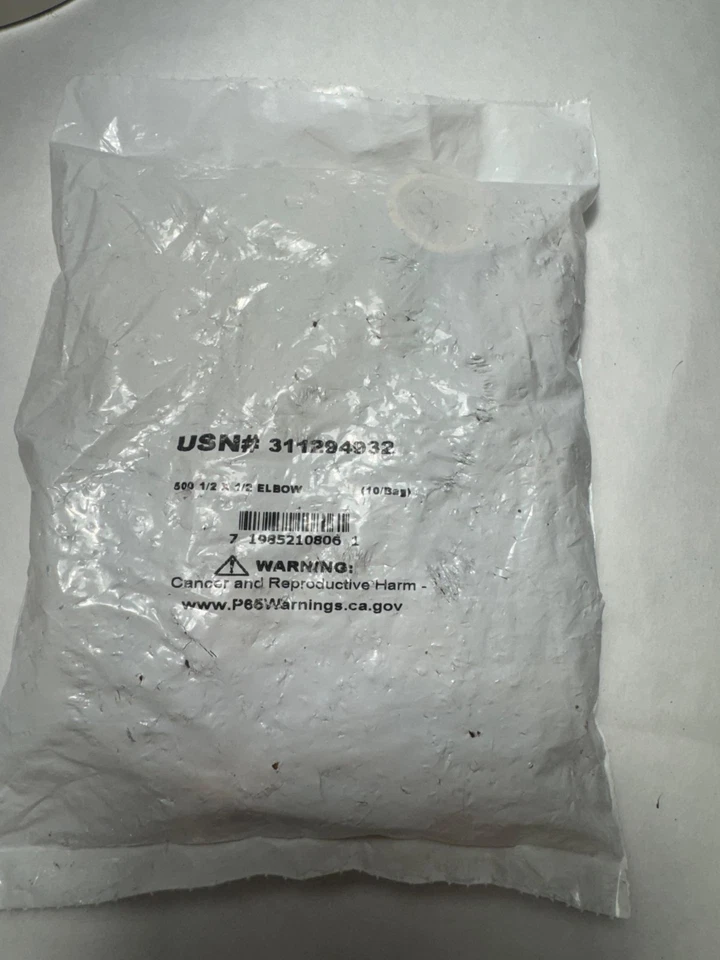 USN# 311294932
500 1/2 X 1/2 ELBOW (10/Bag)
7 1985210806 1
WARNING:
Cancer and Reproductive Harm -
www.P65Warnings.ca.gov